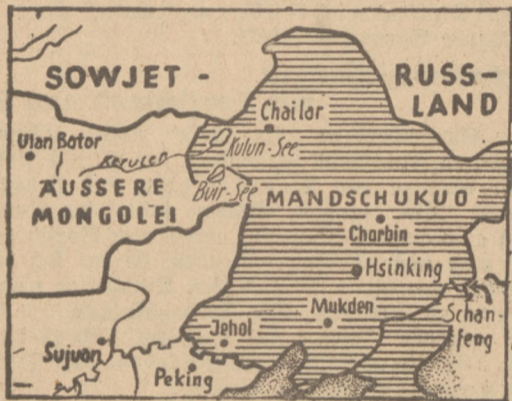 SOWJET -
RUSS-
LAND
Chailar
Ulan Bator
Kerulen
Kulun-See
ÄUSSERE
MONGOLEI
Buir-See
MANDSCHUKUO
Charbin
Hsinking
Mukden
Schan-
feng
Jehol
Sujuan
Peking